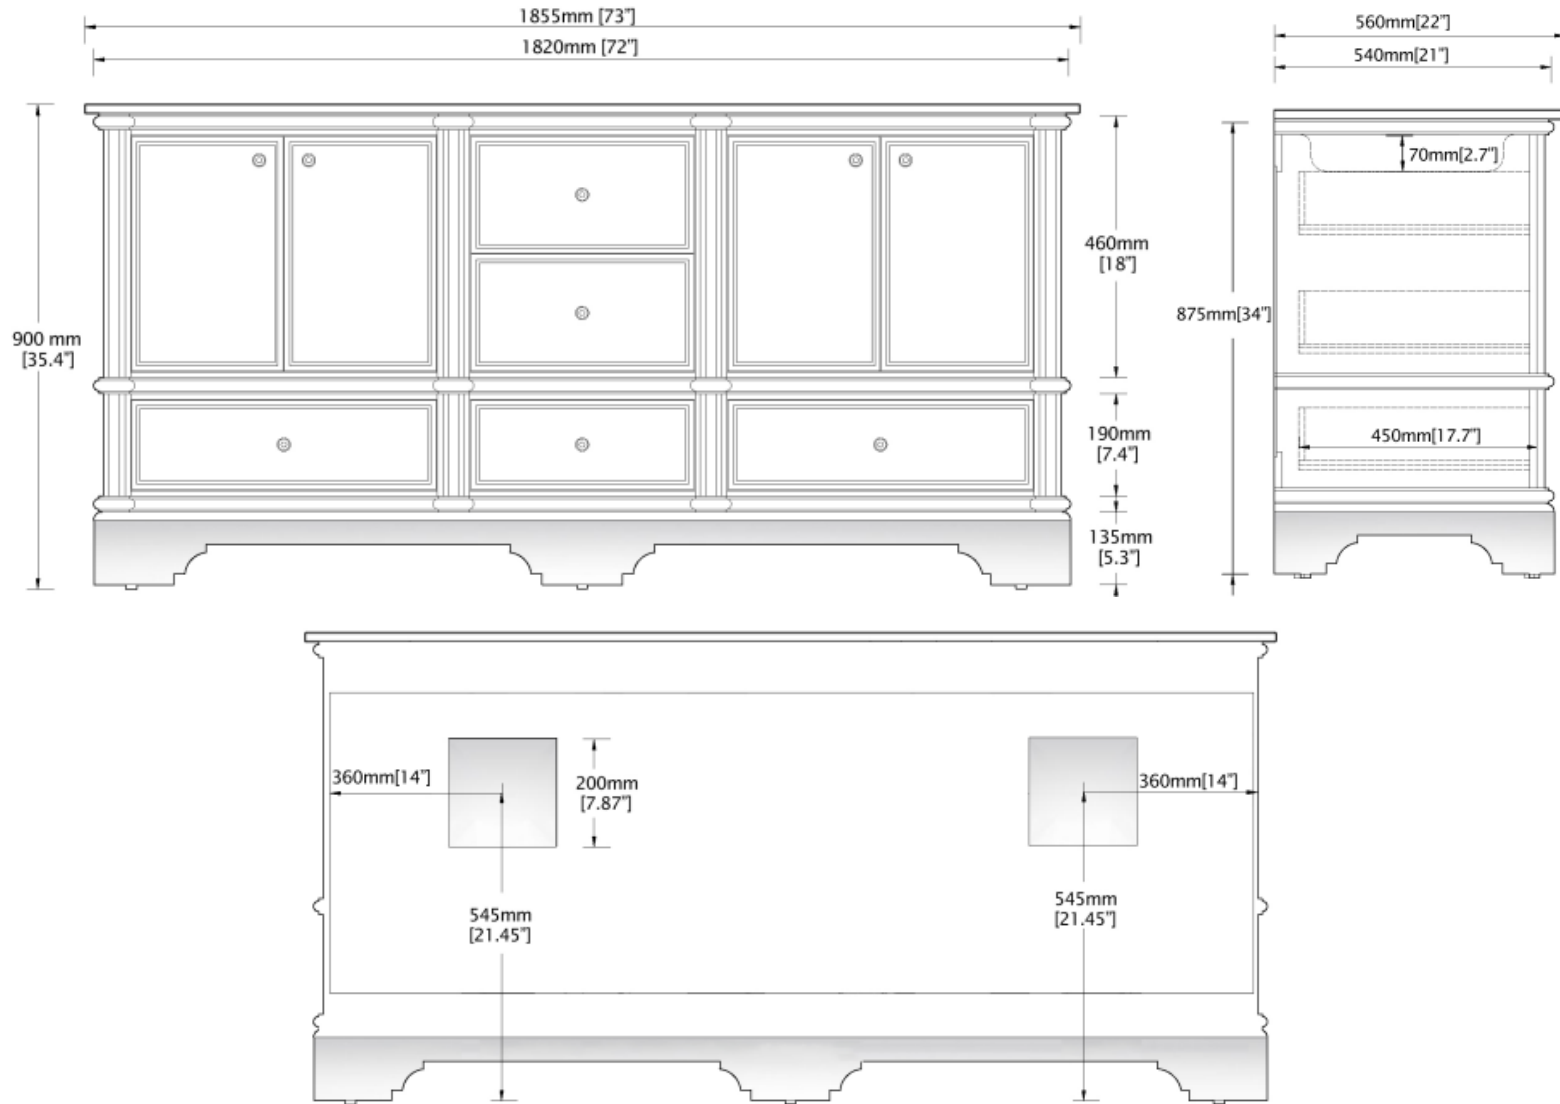 1855mm [73"]
1820mm [72"]
560mm[22"]
540mm[21"]
70mm[2.7"]
460mm
[18"]
900 mm
[35.4"]
875mm[34"]
190mm
[7.4"]
450mm[17.7"]
135mm
[5.3"]
360mm[14"]
200mm
[7.87"]
360mm[14"]
545mm
[21.45"]
545mm
[21.45"]